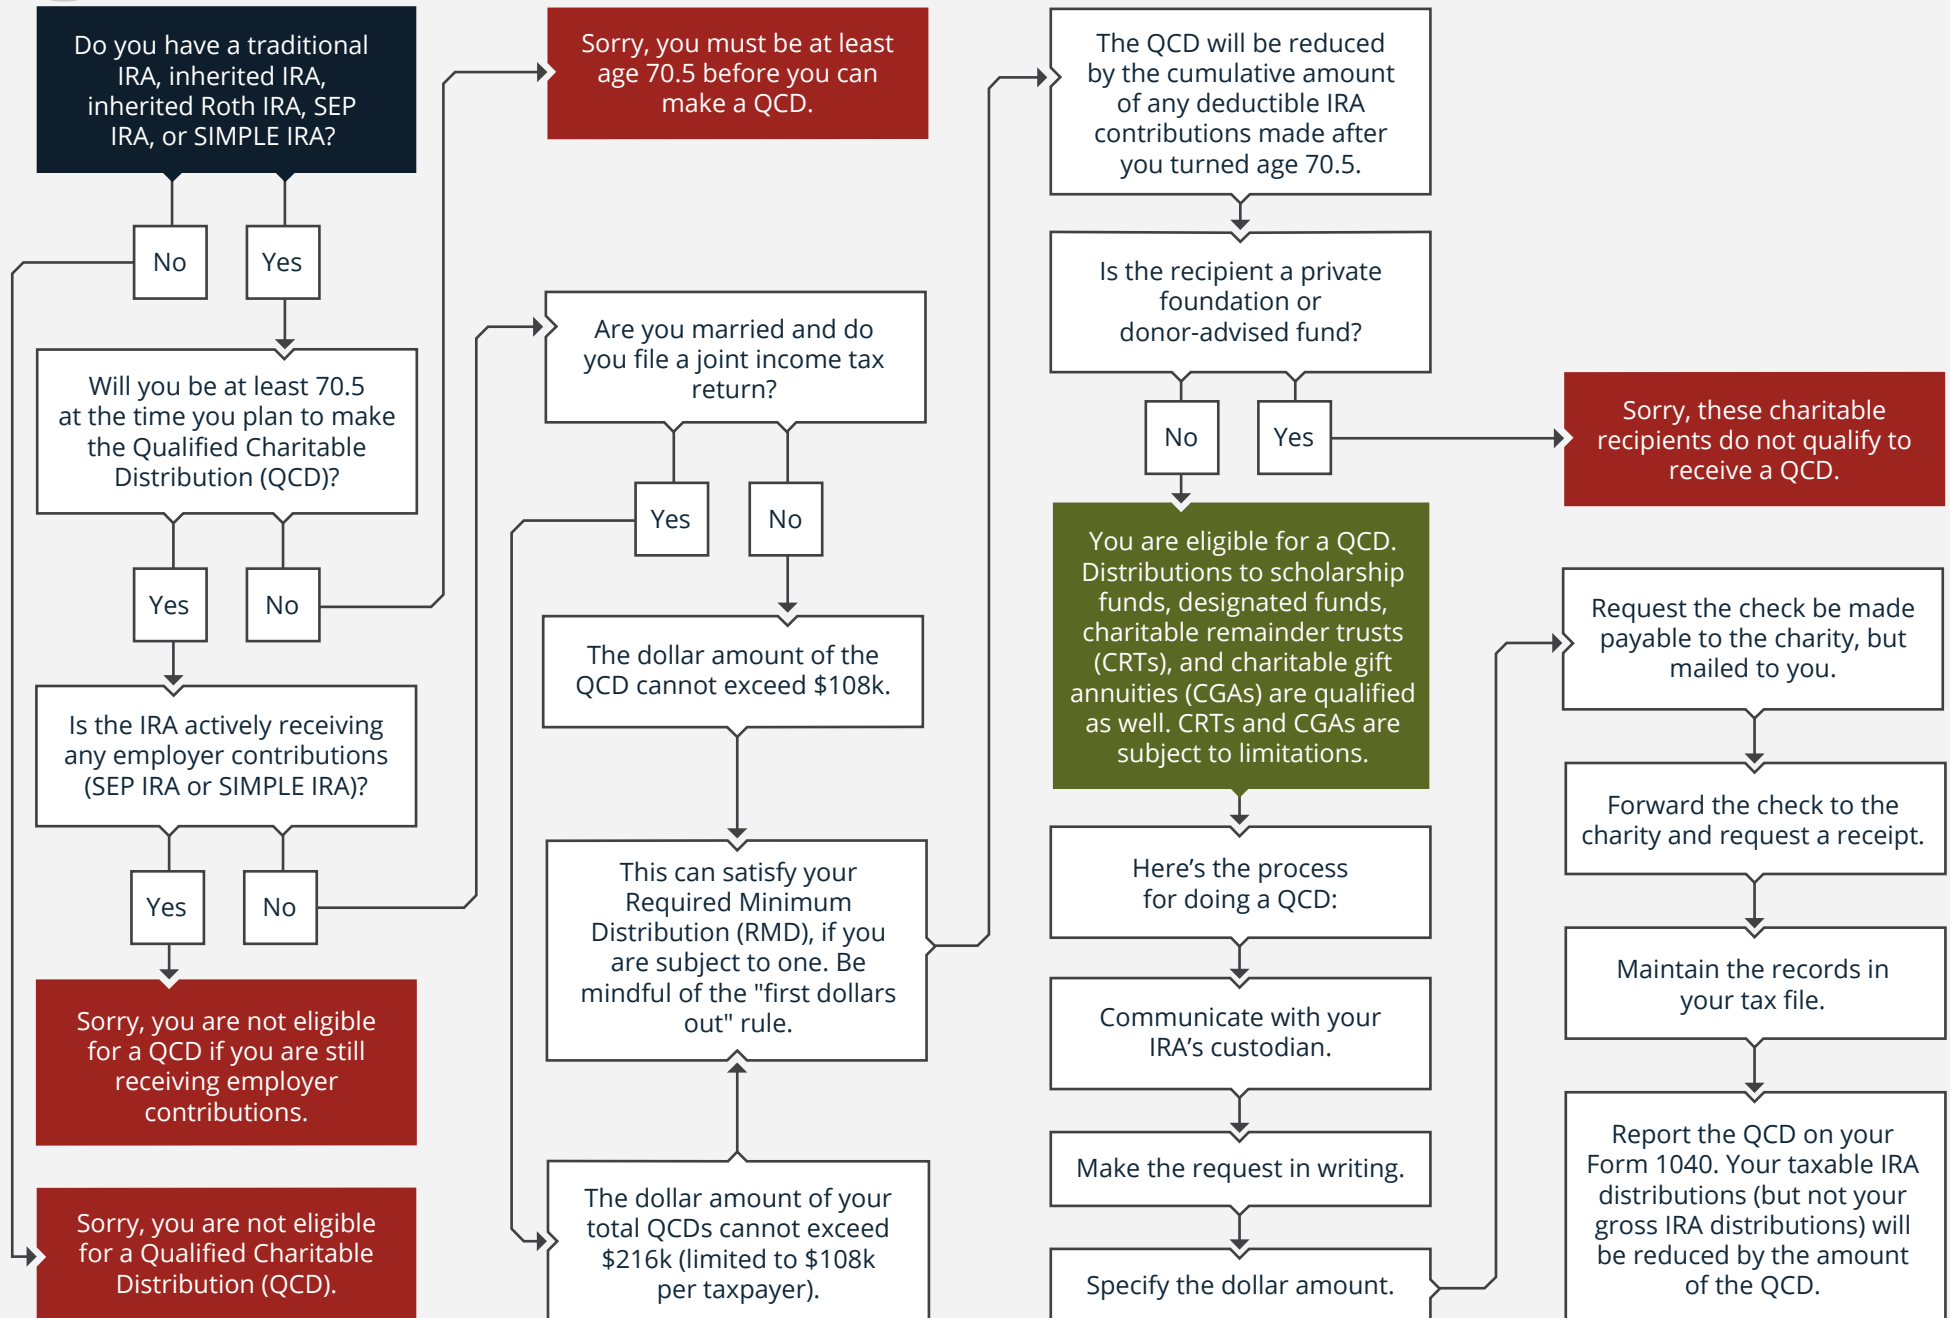 Do you have a traditional
IRA, inherited IRA,
inherited Roth IRA, SEP
IRA, or SIMPLE IRA?
No
Yes
Will you be at least 70.5
at the time you plan to make
the Qualified Charitable
Distribution (QCD)?
Yes
No
Is the IRA actively receiving
any employer contributions
(SEP IRA or SIMPLE IRA)?
Yes
No
Sorry, you are not eligible
for a QCD if you are still
receiving employer
contributions.
Sorry, you are not eligible
for a Qualified Charitable
Distribution (QCD).
Sorry, you must be at least
age 70.5 before you can
make a QCD.
Are you married and do
you file a joint income tax
return?
Yes
No
The dollar amount of the
QCD cannot exceed $108k.
This can satisfy your
Required Minimum
Distribution (RMD), if you
are subject to one. Be
mindful of the "first dollars
out" rule.
The dollar amount of your
total QCDs cannot exceed
$216k (limited to $108k
per taxpayer).
The QCD will be reduced
by the cumulative amount
of any deductible IRA
contributions made after
you turned age 70.5.
Is the recipient a private
foundation or
donor-advised fund?
No
Yes
Sorry, these charitable
recipients do not qualify to
receive a QCD.
You are eligible for a QCD.
Distributions to scholarship
funds, designated funds,
charitable remainder trusts
(CRTs), and charitable gift
annuities (CGAs) are qualified
as well. CRTs and CGAs are
subject to limitations.
Here’s the process
for doing a QCD:
Communicate with your
IRA’s custodian.
Make the request in writing.
Specify the dollar amount.
Request the check be made
payable to the charity, but
mailed to you.
Forward the check to the
charity and request a receipt.
Maintain the records in
your tax file.
Report the QCD on your
Form 1040. Your taxable IRA
distributions (but not your
gross IRA distributions) will
be reduced by the amount
of the QCD.